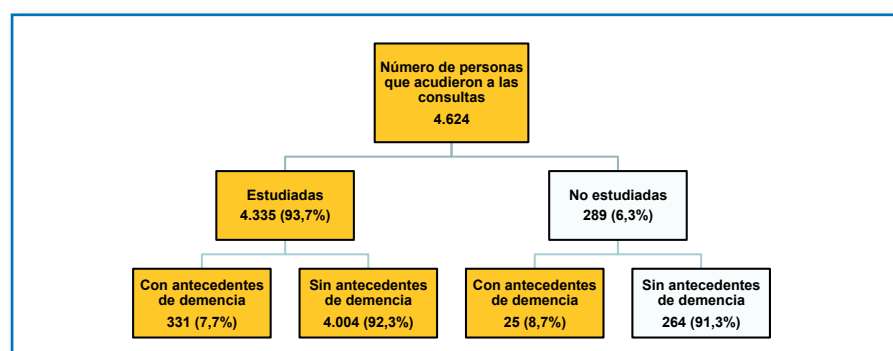 Número de personas
que acudieron a las
consultas
4.624
Estudiadas
4.335 (93,7%)
No estudiadas
289 (6,3%)
Con antecedentes
de demencia
331 (7,7%)
Sin antecedentes
de demencia
4.004 (92,3%)
Con antecedentes
de demencia
25 (8,7%)
Sin antecedentes
de demencia
264 (91,3%)